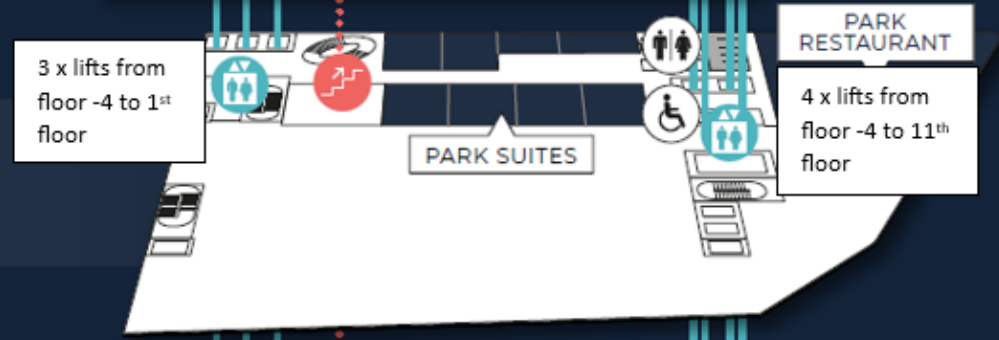 PARK
RESTAURANT
3 x lifts from
floor -4 to 1st
floor
4 x lifts from
floor -4 to 11th
floor
PARK SUITES